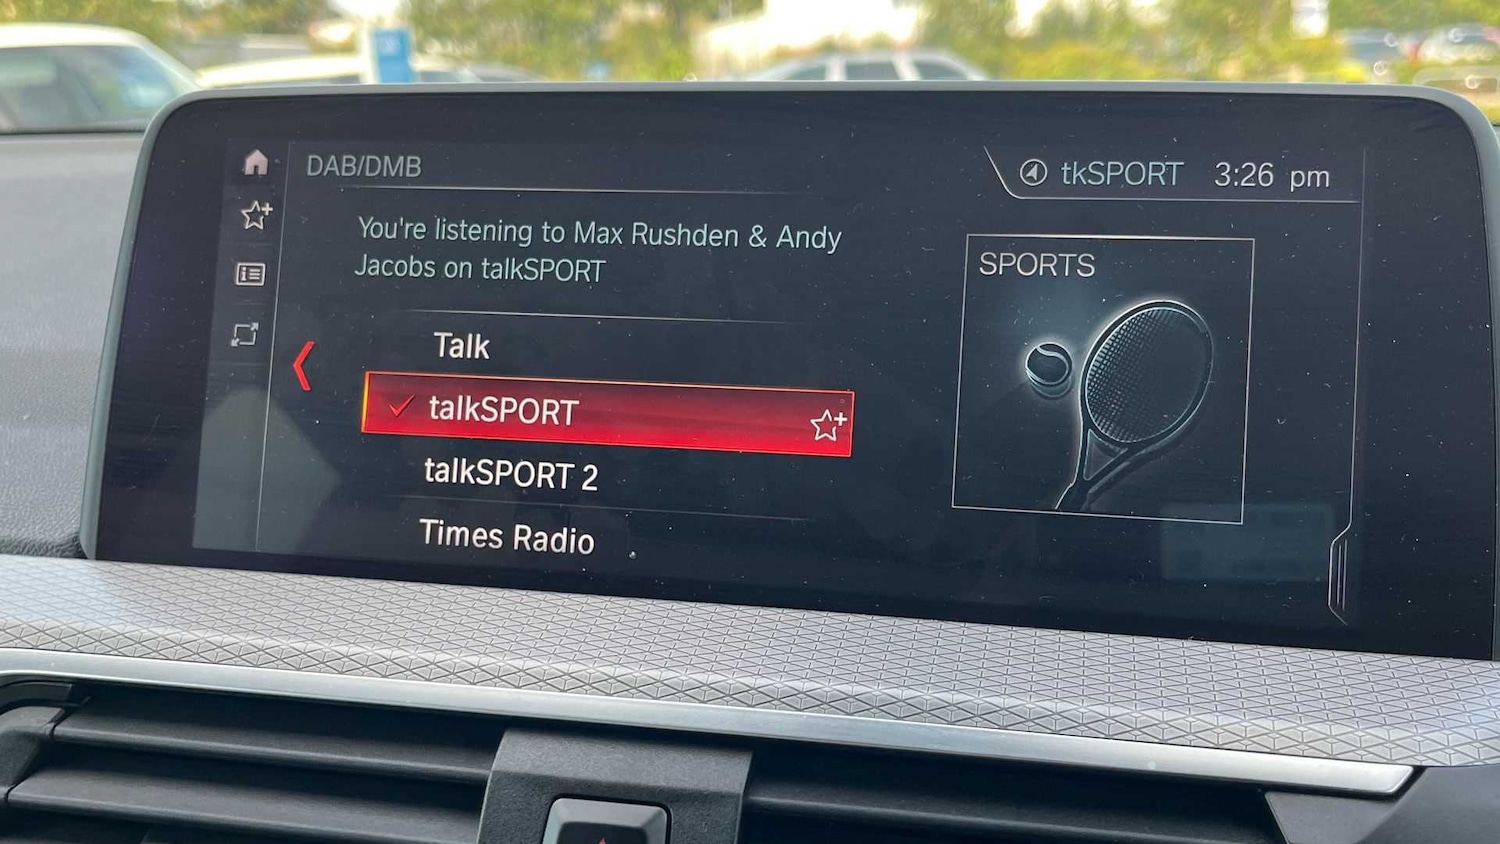 DAB/DMB
tkSPORT 3:26 pm
You're listening to Max Rushden & Andy
Jacobs on talkSPORT
SPORTS
Talk
talkSPORT
talkSPORT 2
Times Radio